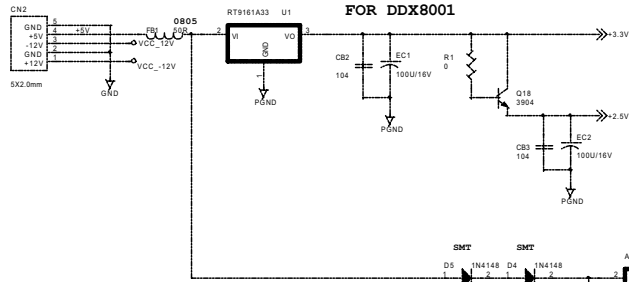 FOR DDX8001
CN2
0805
RT9161A33 U1
GND 5
+5V 4 +5V FB1 50R
-12V 3 VCC_12V
GND 2
+12V 1 VCC_-12V
5X2.0mm
GND
2 VI VO 3
GND
1
PGND
+3.3V
CB2
104
EC1
100U/16V
PGND
R1
0
Q18
3904
+2.5V
CB3
104
EC2
100U/16V
PGND
SMT SMT
D5 1N4148 D4 1N4148
1 2 1 2 2
A